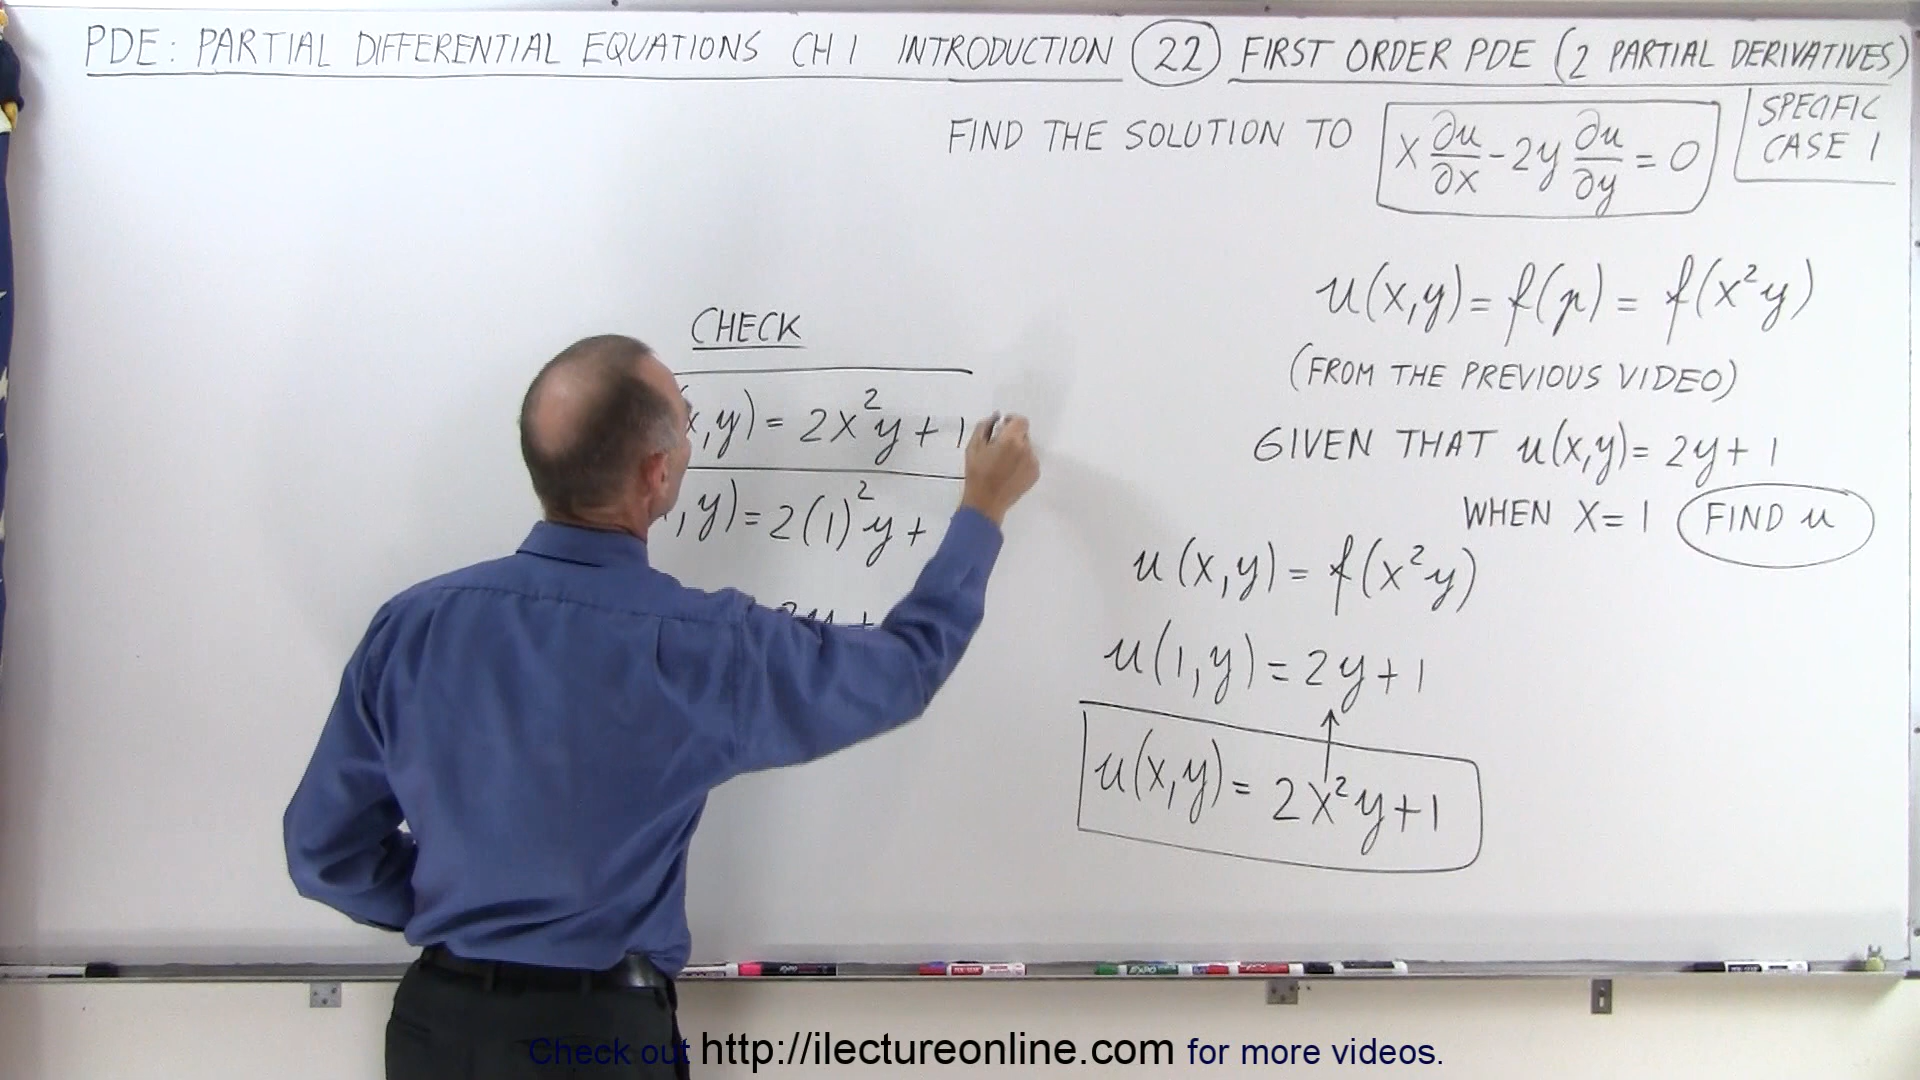 PDE: PARTIAL DIFFERENTIAL EQUATIONS CH 1 INTRODUCTION 22 FIRST ORDER PDE (2 PARTIAL DERIVATIVES)
FIND THE SOLUTION TO x ∂u/∂x - 2y ∂u/∂y = 0
SPECIFIC
CASE 1
u(x,y) = f(p) = f(x²y)
(FROM THE PREVIOUS VIDEO)
GIVEN THAT u(x,y) = 2y + 1
WHEN X = 1 FIND u
u(x,y) = f(x²y)
u(1,y) = 2y + 1
u(x,y) = 2x²y + 1
CHECK
x,y) = 2x²y + 1
,y) = 2(1)²y +
2y +
Check out http://ilectureonline.com for more videos.